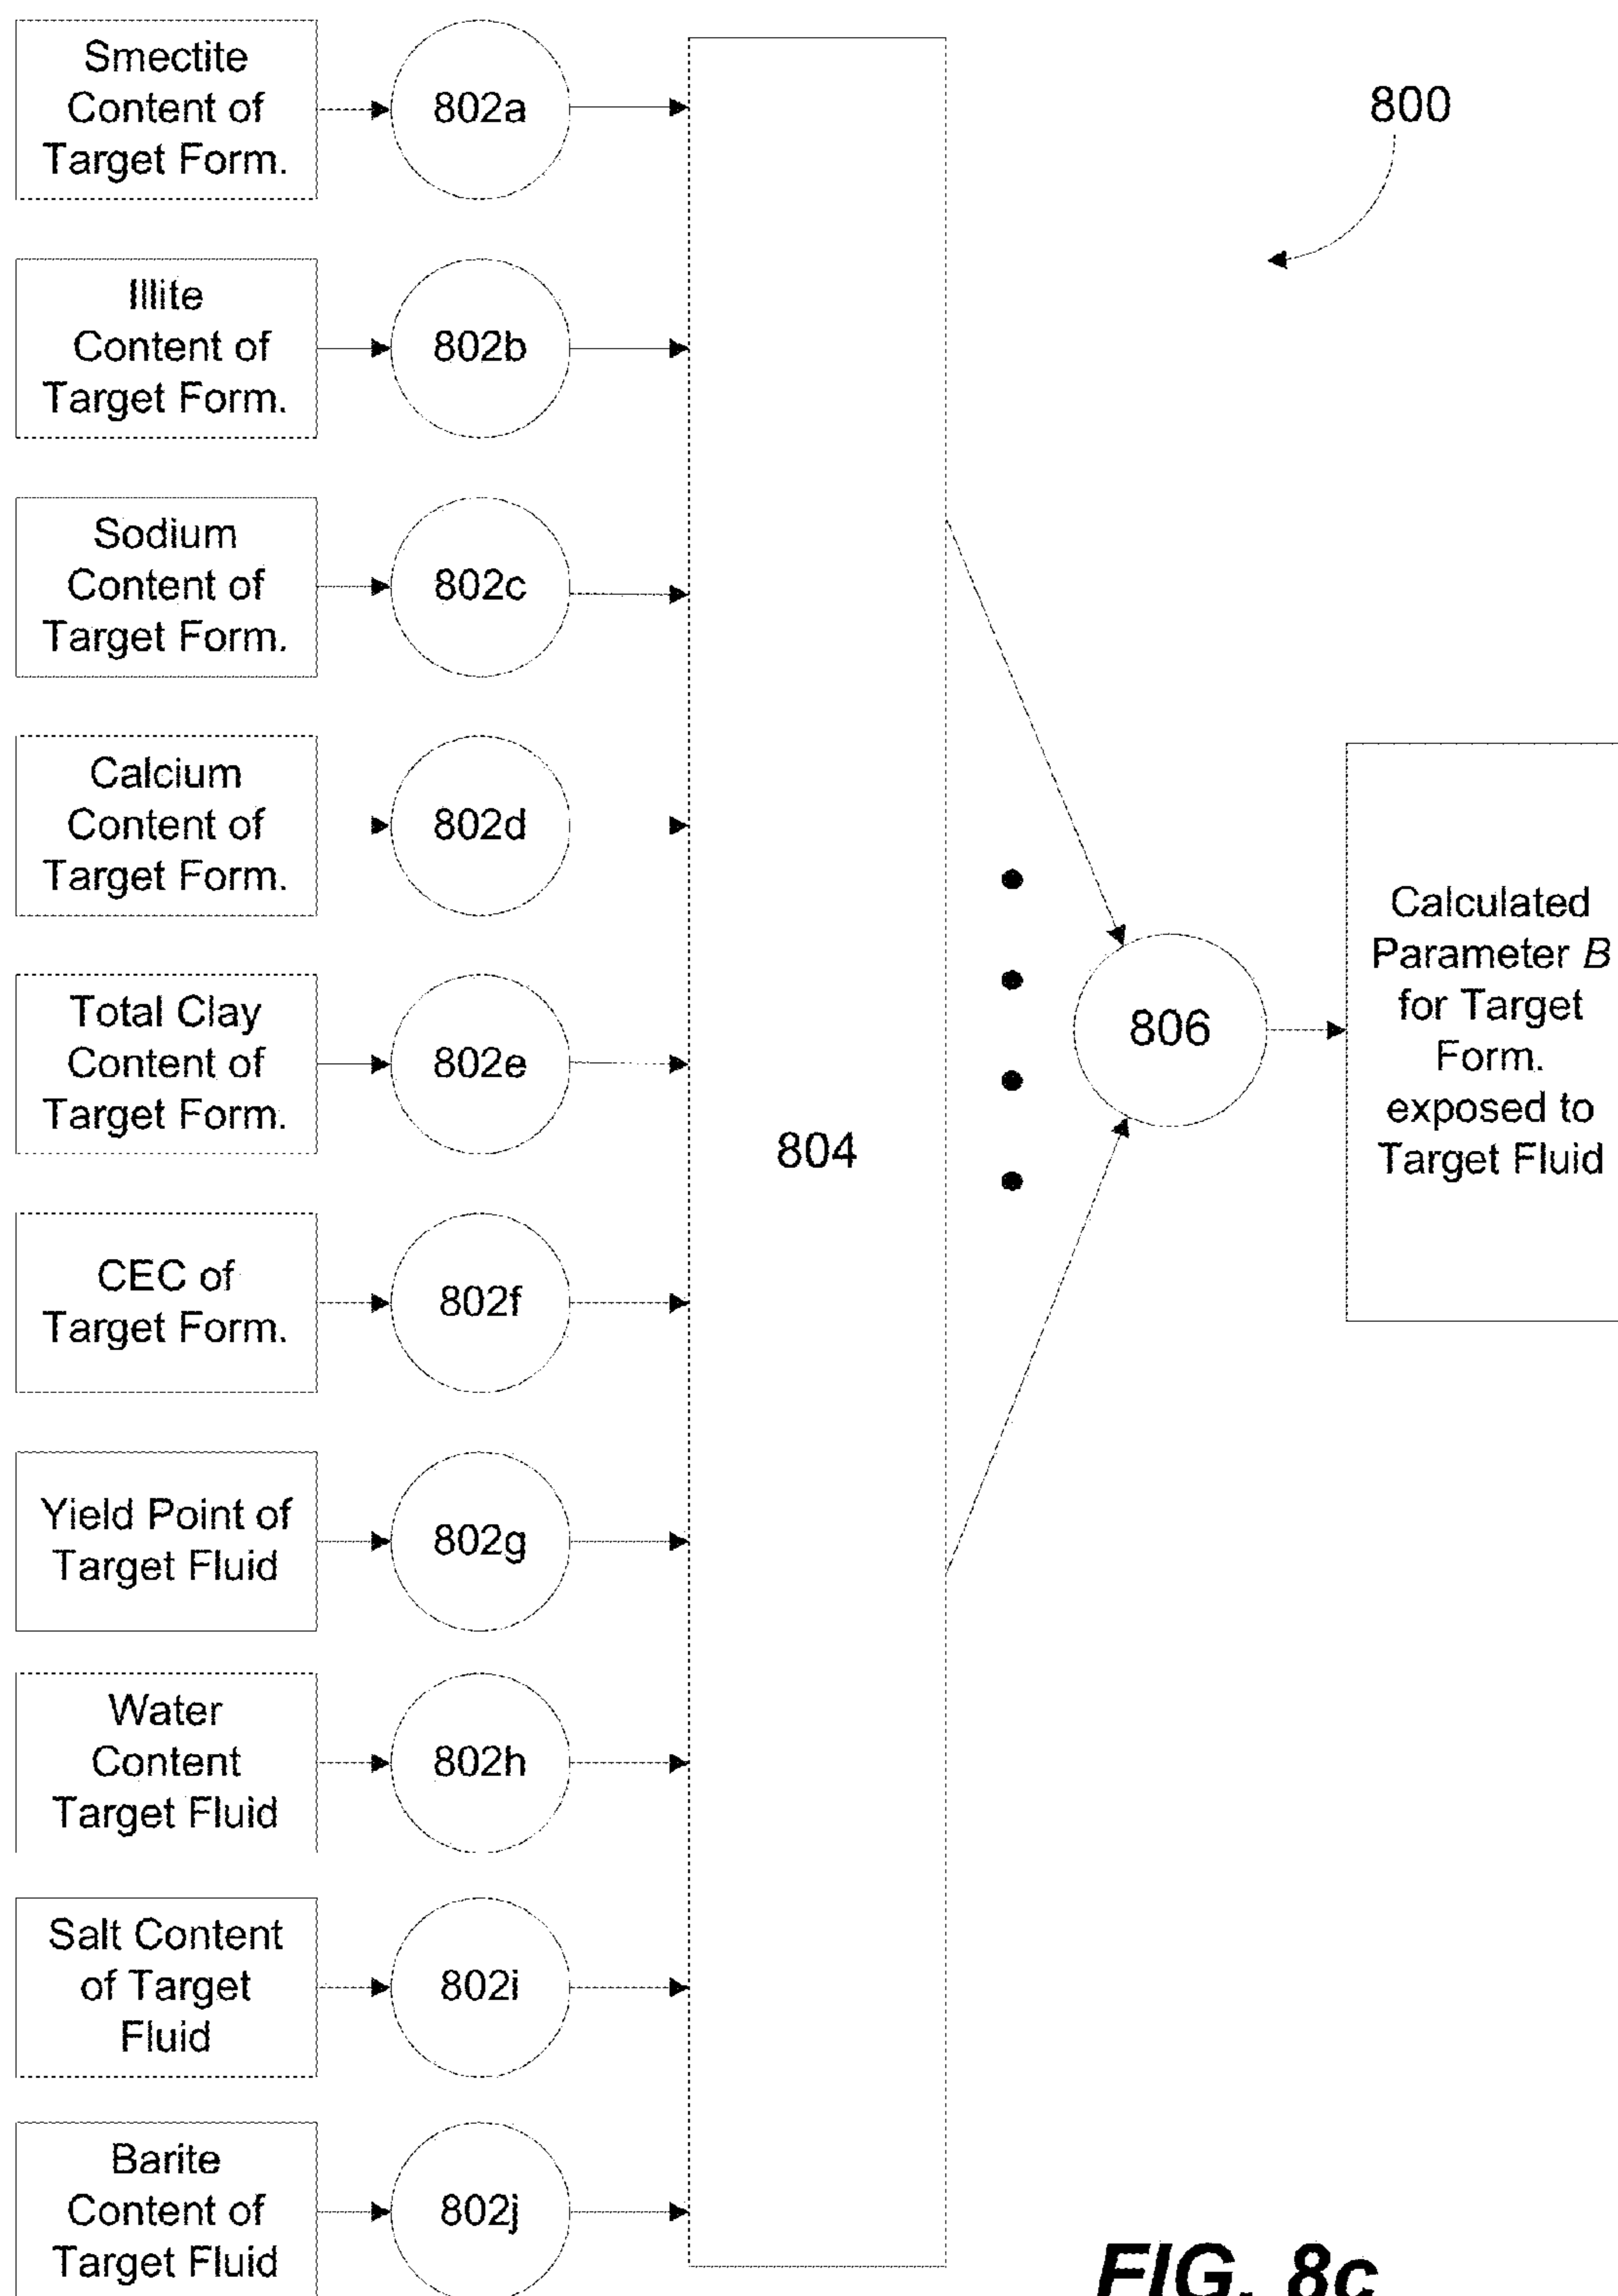 Smectite
Content of
Target Form.
802a
800
Illite
Content of
Target Form.
802b
Sodium
Content of
Target Form.
802c
Calcium
Content of
Target Form.
802d
Total Clay
Content of
Target Form.
802e
CEC of
Target Form.
802f
Yield Point of
Target Fluid
802g
Water
Content
Target Fluid
802h
Salt Content
of Target
Fluid
802i
Barite
Content of
Target Fluid
802j
804
806
Calculated
Parameter B
for Target
Form.
exposed to
Target Fluid
FIG. 8c